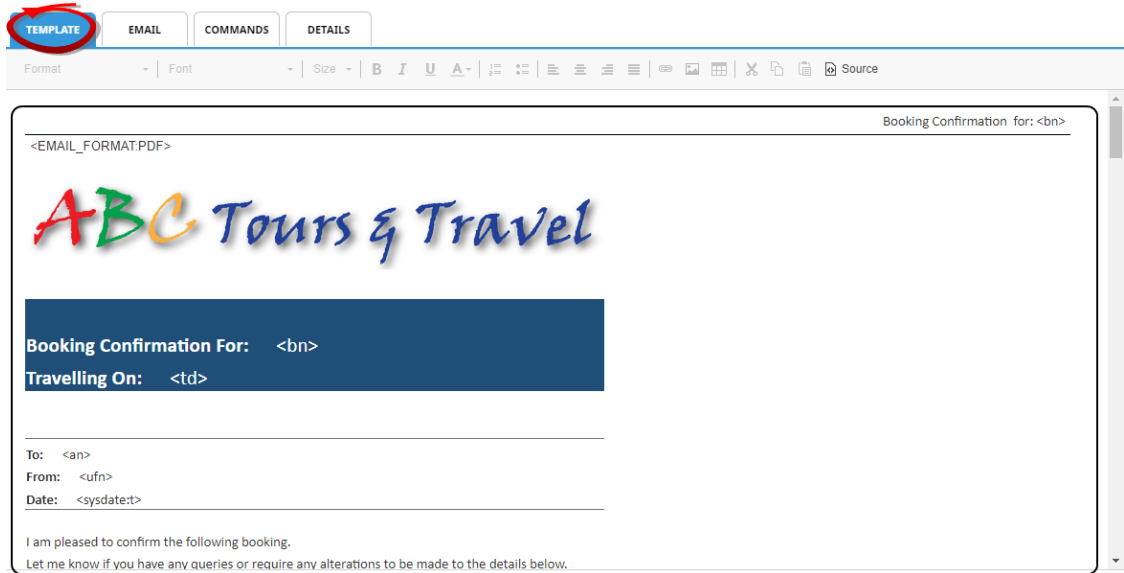 TEMPLATE EMAIL COMMANDS DETAILS
Format Font Size B I U A Source
Booking Confirmation for: <bn>
<EMAIL_FORMAT:PDF>
ABC Tours & Travel
Booking Confirmation For: <bn>
Travelling On: <td>
To: <an>
From: <ufn>
Date: <sysdate:t>
I am pleased to confirm the following booking.
Let me know if you have any queries or require any alterations to be made to the details below.